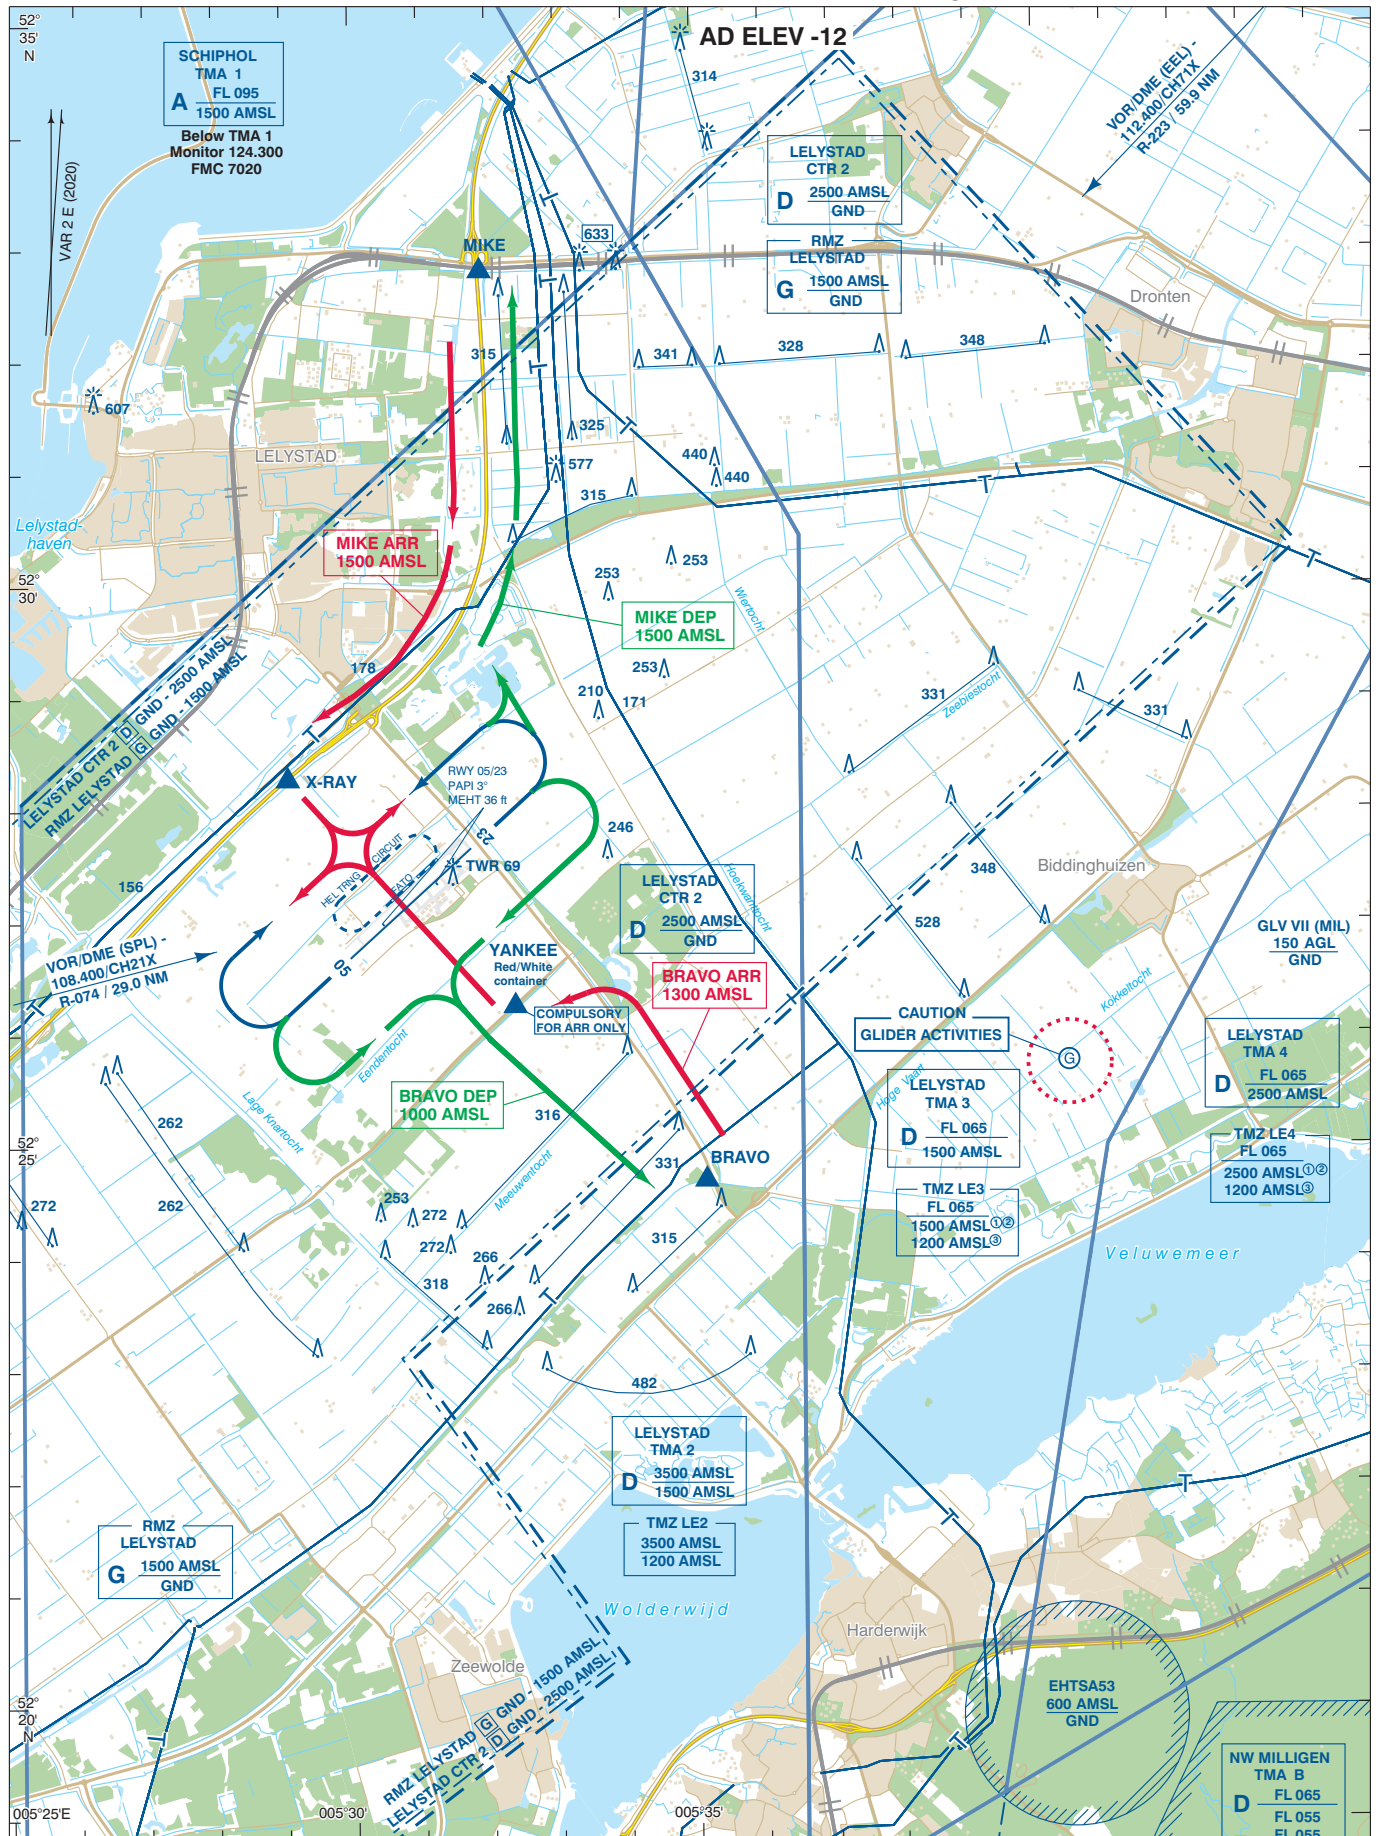 52°
35'
N
AD ELEV -12
SCHIPHOL
TMA 1
A
FL 095
1500 AMSL
Below TMA 1
Monitor 124.300
FMC 7020
VAR 2 E (2020)
314
VOR/DME (EEL) -
112.400/CH71X
R-223 / 59.9 NM
LELYSTAD
CTR 2
D
2500 AMSL
GND
RMZ
LELYSTAD
G
1500 AMSL
GND
MIKE
633
Dronten
315
341
328
348
607
325
LELYSTAD
577
440
440
315
Lelystad-
haven
MIKE ARR
1500 AMSL
52°
30'
253
253
Wiertocht
MIKE DEP
1500 AMSL
253
178
210
171
331
Zeebiestocht
331
LELYSTAD CTR 2 D GND - 2500 AMSL
RMZ LELYSTAD G GND - 1500 AMSL
X-RAY
RWY 05/23
PAPI 3°
MEHT 36 ft
23
246
HEL TRNG CIRCUIT
FATO
TWR 69
156
Hoekwanttocht
Biddinghuizen
348
528
LELYSTAD
CTR 2
D
2500 AMSL
GND
GLV VII (MIL)
150 AGL
GND
VOR/DME (SPL) -
108.400/CH21X
R-074 / 29.0 NM
05
YANKEE
Red/White
container
COMPULSORY
FOR ARR ONLY
BRAVO ARR
1300 AMSL
Kokkeltocht
CAUTION
GLIDER ACTIVITIES
G
LELYSTAD
TMA 4
D
FL 065
2500 AMSL
Eendentocht
Hoge Vaart
LELYSTAD
TMA 3
D
FL 065
1500 AMSL
BRAVO DEP
1000 AMSL
262
Lage Knartocht
316
TMZ LE4
FL 065
2500 AMSL①②
1200 AMSL③
52°
25'
331
BRAVO
Meeuwentocht
TMZ LE3
FL 065
1500 AMSL①②
1200 AMSL③
272
262
253
272
272
315
Veluwemeer
266
318
266
482
LELYSTAD
TMA 2
D
3500 AMSL
1500 AMSL
TMZ LE2
3500 AMSL
1200 AMSL
RMZ
LELYSTAD
G
1500 AMSL
GND
Wolderwijd
Harderwijk
Zeewolde
EHTSA53
600 AMSL
GND
52°
20'
N
RMZ LELYSTAD G GND - 1500 AMSL
LELYSTAD CTR 2 D GND - 2500 AMSL
NW MILLIGEN
TMA B
D
FL 065
FL 055
FL 055
005°25'E
005°30'
005°35'